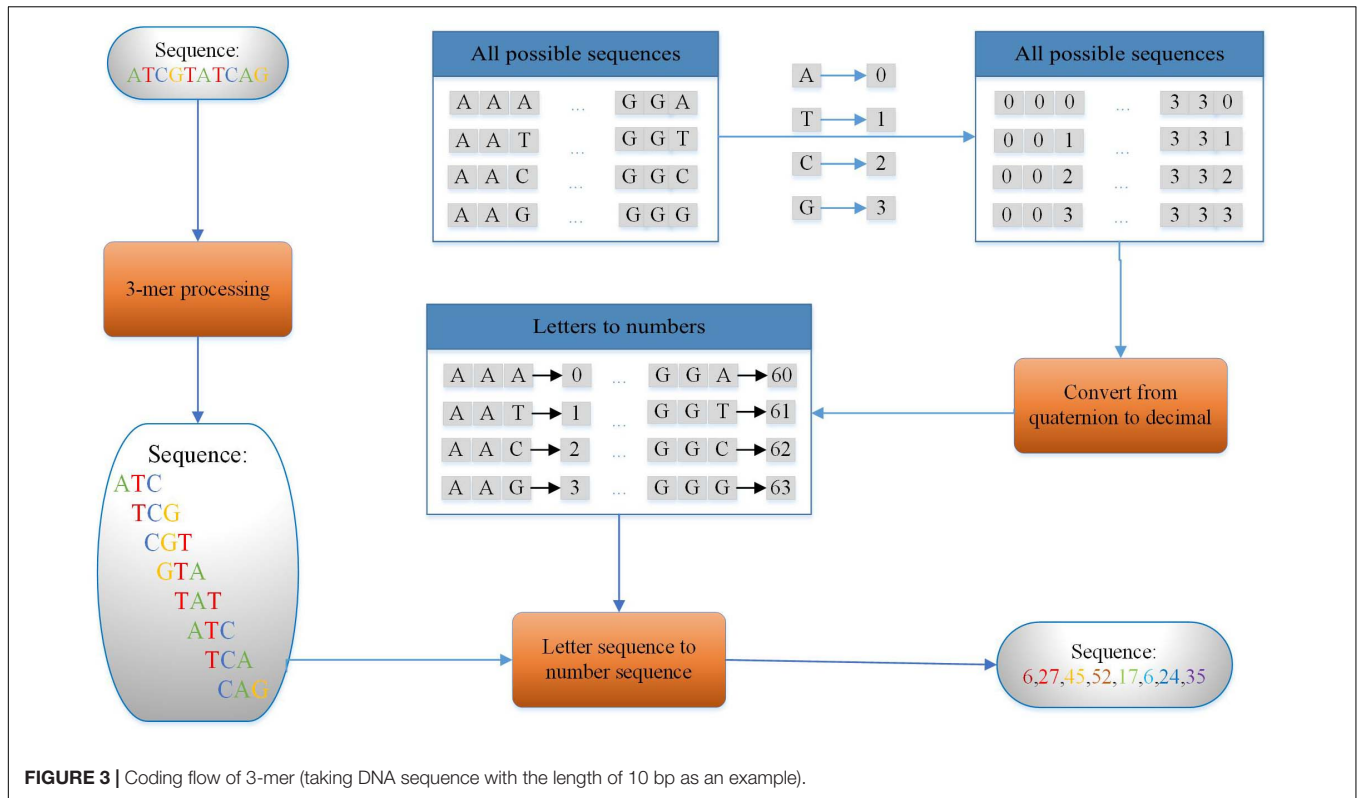 Sequence:
ATCGTATCAG
3-mer processing
Sequence:
ATC
TCG
CGT
GTA
TAT
ATC
TCA
CAG
All possible sequences
A A A ... G G A
A A T ... G G T
A A C ... G G C
A A G ... G G G
A 0
T 1
C 2
G 3
All possible sequences
0 0 0 ... 3 3 0
0 0 1 ... 3 3 1
0 0 2 ... 3 3 2
0 0 3 ... 3 3 3
Convert from
quaternion to decimal
Letters to numbers
A A A 0 ... G G A 60
A A T 1 ... G G T 61
A A C 2 ... G G C 62
A A G 3 ... G G G 63
Letter sequence to
number sequence
Sequence:
6,27,45,52,17,6,24,35
FIGURE 3 | Coding flow of 3-mer (taking DNA sequence with the length of 10 bp as an example).